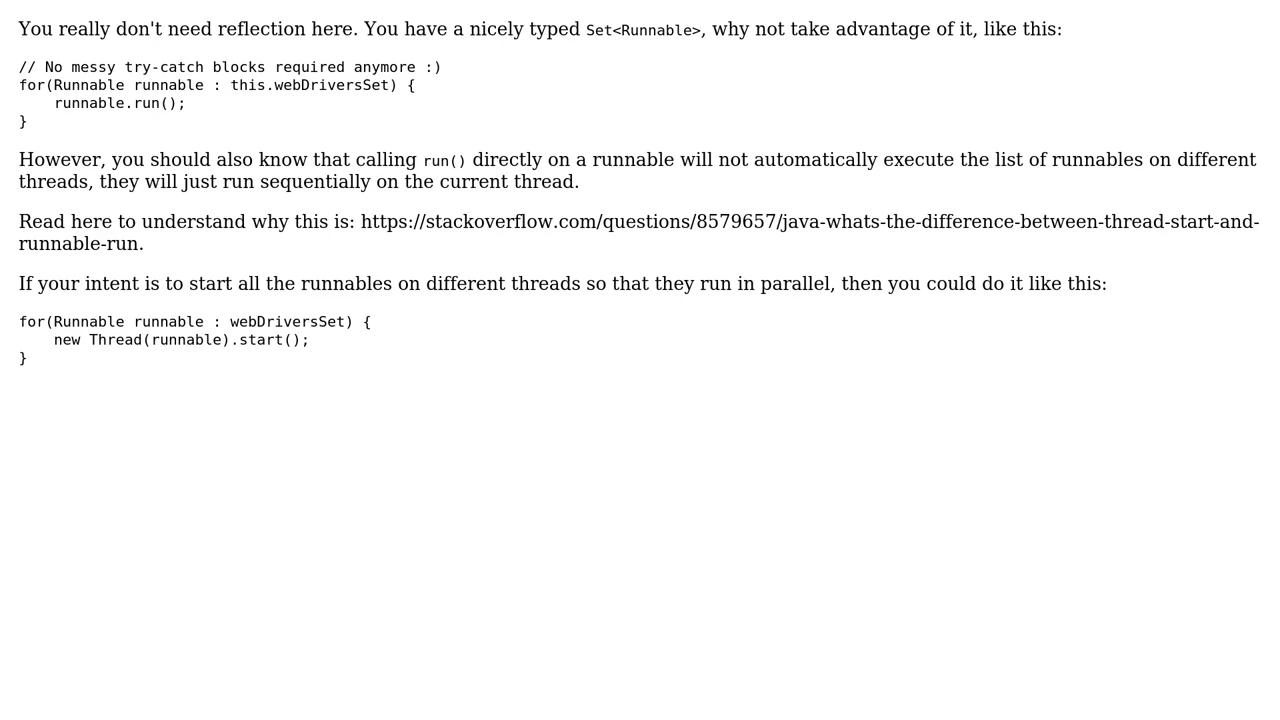 You really don't need reflection here. You have a nicely typed Set<Runnable>, why not take advantage of it, like this:
// No messy try-catch blocks required anymore :)
for(Runnable runnable : this.webDriversSet) {
    runnable.run();
}
However, you should also know that calling run() directly on a runnable will not automatically execute the list of runnables on different
threads, they will just run sequentially on the current thread.
Read here to understand why this is: https://stackoverflow.com/questions/8579657/java-whats-the-difference-between-thread-start-and-
runnable-run.
If your intent is to start all the runnables on different threads so that they run in parallel, then you could do it like this:
for(Runnable runnable : webDriversSet) {
    new Thread(runnable).start();
}